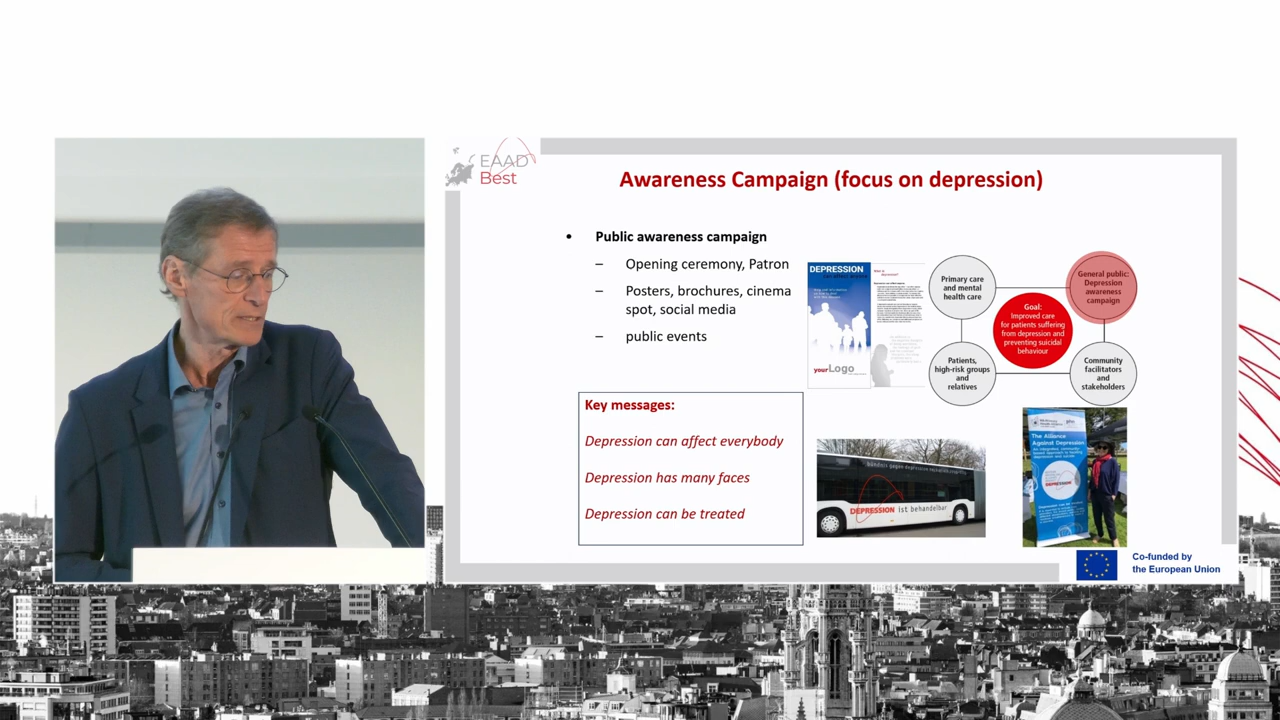 EAAD
Best
Awareness Campaign (focus on depression)
• Public awareness campaign
– Opening ceremony, Patron
– Posters, brochures, cinema
spot, social media
– public events
Key messages:
Depression can affect everybody
Depression has many faces
Depression can be treated
DEPRESSION
can affect anyone
yourLogo
Primary care
and mental
health care
General public:
Depression
awareness
campaign
Goal:
Improved care
for patients suffering
from depression and
preventing suicidal
behaviour
Patients,
high-risk groups
and
relatives
Community
facilitators
and
stakeholders
DEPRESSION ist behandelbar
The Alliance
Against Depression
DEPRESSION
Co-funded by
the European Union